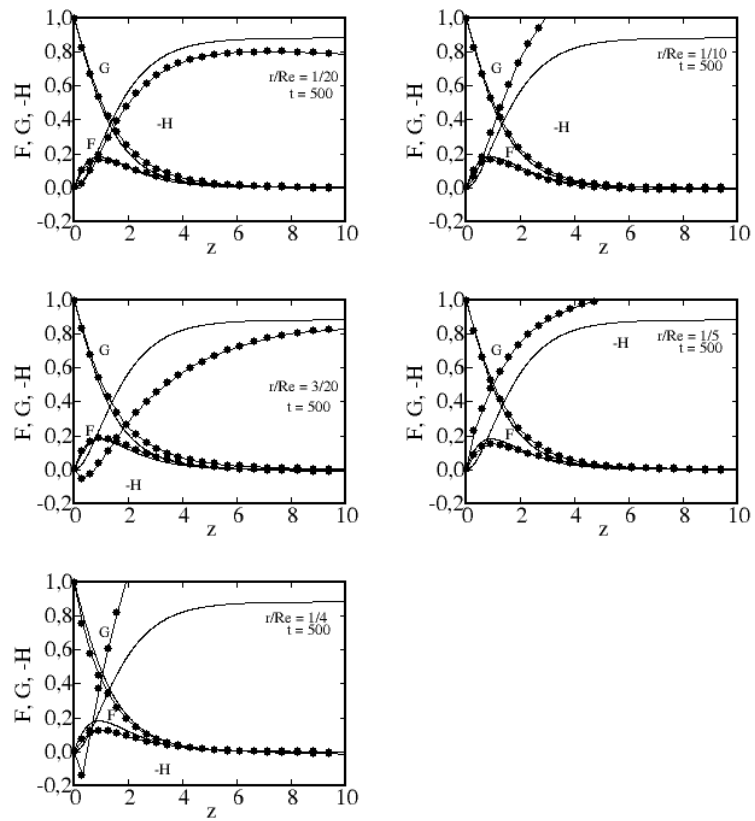 F, G, -H
1,0
0,8
0,6
0,4
0,2
0,0
-0,2
G
F
-H
r/Re = 1/20
t = 500
0 2 4 6 8 10
z
F, G, -H
1,0
0,8
0,6
0,4
0,2
0,0
-0,2
G
F
-H
r/Re = 1/10
t = 500
0 2 4 6 8 10
z
F, G, -H
1,0
0,8
0,6
0,4
0,2
0,0
-0,2
G
F
-H
r/Re = 3/20
t = 500
0 2 4 6 8 10
z
F, G, -H
1,0
0,8
0,6
0,4
0,2
0,0
-0,2
G
F
-H
r/Re = 1/5
t = 500
0 2 4 6 8 10
z
F, G, -H
1,0
0,8
0,6
0,4
0,2
0,0
-0,2
G
F
-H
r/Re = 1/4
t = 500
0 2 4 6 8 10
z